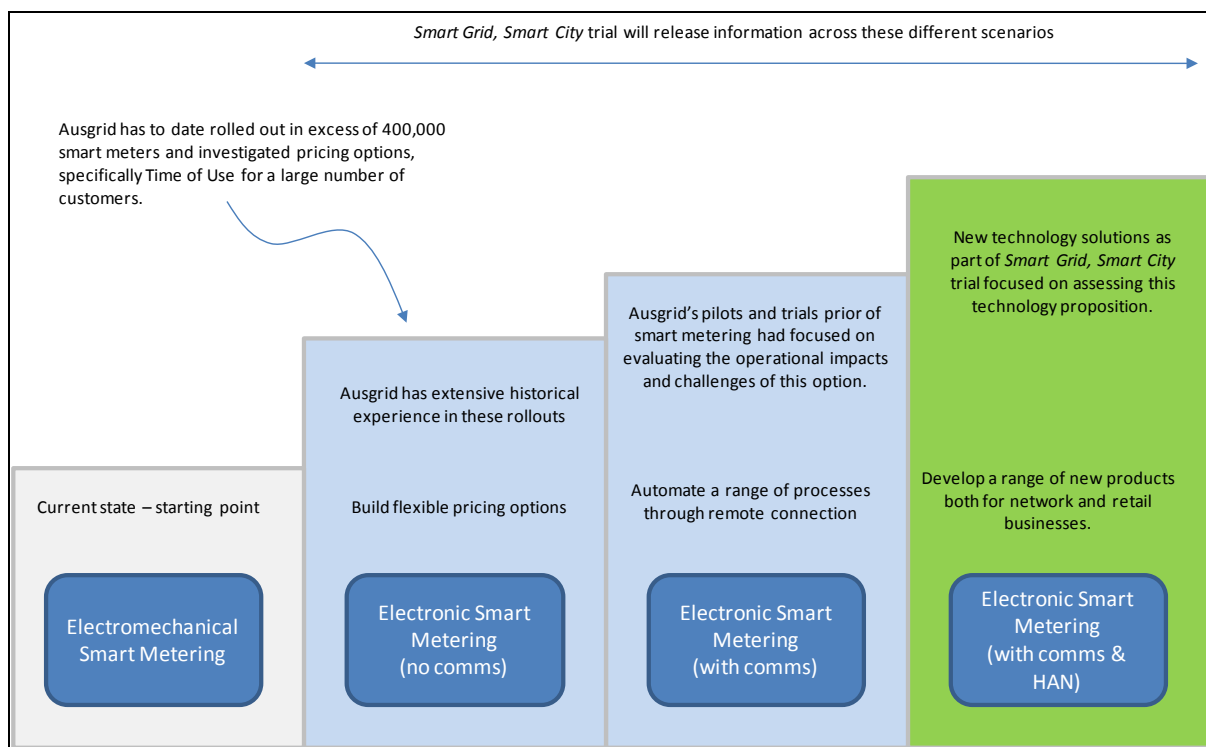 Smart Grid, Smart City trial will release information across these different scenarios
Ausgrid has to date rolled out in excess of 400,000
smart meters and investigated pricing options,
specifically Time of Use for a large number of
customers.
Current state – starting point
Electromechanical
Smart Metering
Ausgrid has extensive historical
experience in these rollouts
Build flexible pricing options
Electronic Smart
Metering
(no comms)
Ausgrid's pilots and trials prior of
smart metering had focused on
evaluating the operational impacts
and challenges of this option.
Automate a range of processes
through remote connection
Electronic Smart
Metering
(with comms)
New technology solutions as
part of Smart Grid, Smart City
trial focused on assessing this
technology proposition.
Develop a range of new products
both for network and retail
businesses.
Electronic Smart
Metering
(with comms &
HAN)